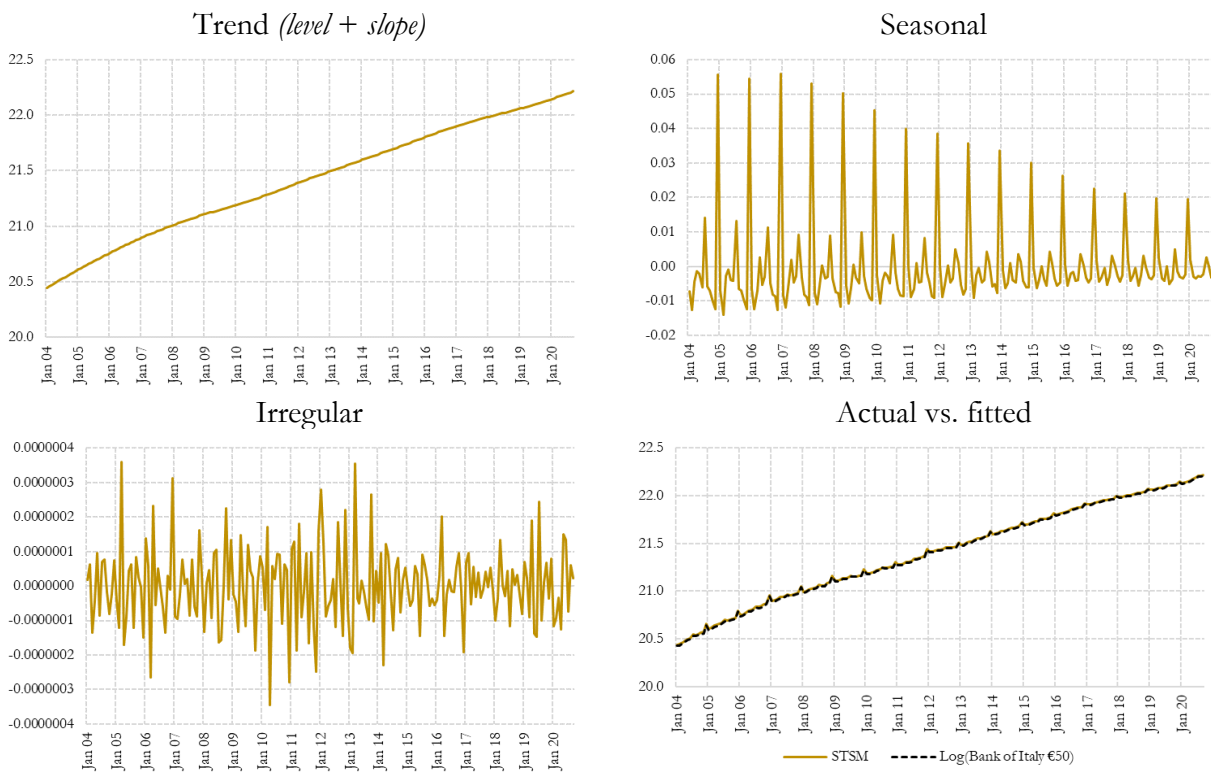 Trend (level + slope)
22.5
22.0
21.5
21.0
20.5
20.0
Jan 04
Jan 05
Jan 06
Jan 07
Jan 08
Jan 09
Jan 10
Jan 11
Jan 12
Jan 13
Jan 14
Jan 15
Jan 16
Jan 17
Jan 18
Jan 19
Jan 20
Seasonal
0.06
0.05
0.04
0.03
0.02
0.01
0.00
-0.01
-0.02
Jan 04
Jan 05
Jan 06
Jan 07
Jan 08
Jan 09
Jan 10
Jan 11
Jan 12
Jan 13
Jan 14
Jan 15
Jan 16
Jan 17
Jan 18
Jan 19
Jan 20
Irregular
0.0000004
0.0000003
0.0000002
0.0000001
0.0000000
-0.0000001
-0.0000002
-0.0000003
-0.0000004
Jan 04
Jan 05
Jan 06
Jan 07
Jan 08
Jan 09
Jan 10
Jan 11
Jan 12
Jan 13
Jan 14
Jan 15
Jan 16
Jan 17
Jan 18
Jan 19
Jan 20
Actual vs. fitted
22.5
22.0
21.5
21.0
20.5
20.0
Jan 04
Jan 05
Jan 06
Jan 07
Jan 08
Jan 09
Jan 10
Jan 11
Jan 12
Jan 13
Jan 14
Jan 15
Jan 16
Jan 17
Jan 18
Jan 19
Jan 20
STSM
Log(Bank of Italy €50)